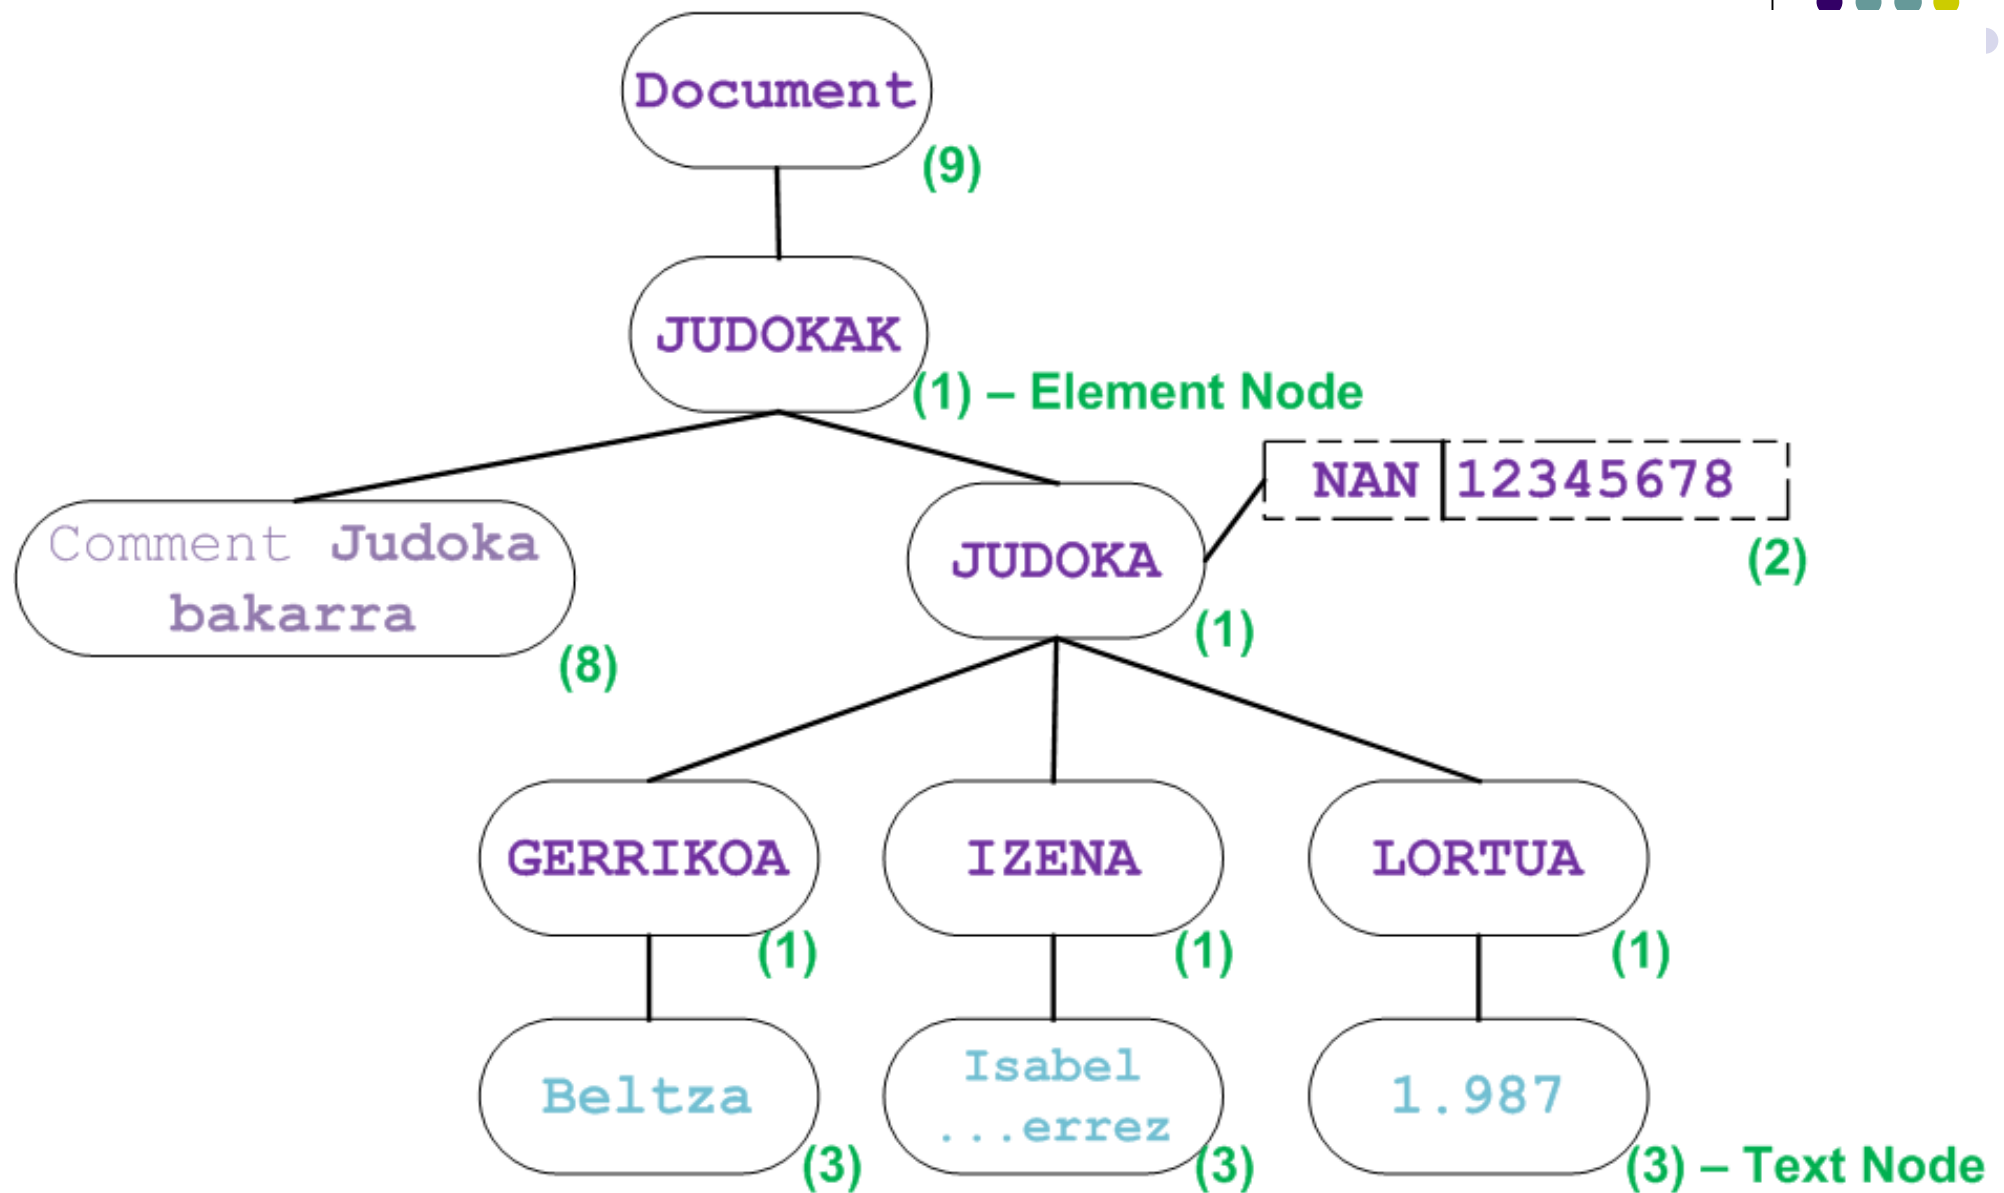 Document
(9)
JUDOKAK
(1) – Element Node
NAN 12345678
(2)
Comment Judoka
bakarra
(8)
JUDOKA
(1)
GERRIKOA
(1)
IZENA
(1)
LORTUA
(1)
Beltza
(3)
Isabel
...errez
(3)
1.987
(3) – Text Node